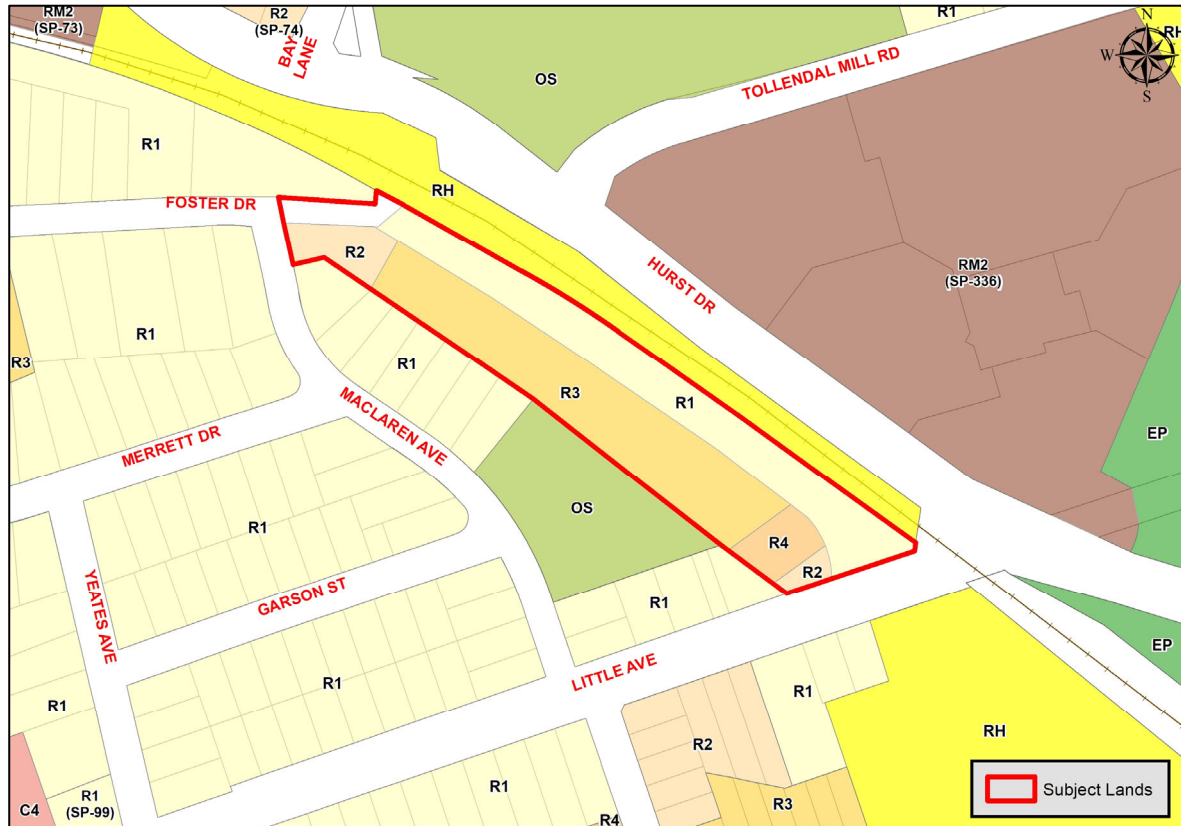 RM2
(SP-73)
R2
(SP-74)
BAY
LANE
R1
RH
N
W
E
S
OS
TOLLENDAL MILL RD
R1
RH
FOSTER DR
R2
HURST DR
RM2
(SP-336)
R1
R3
R1
R3
R1
MACLAREN AVE
MERRETT DR
EP
OS
R1
R4
R2
YEATES AVE
GARSON ST
R1
LITTLE AVE
EP
R1
R1
R2
RH
R1
R1
(SP-99)
C4
R1
R4
R3
Subject Lands